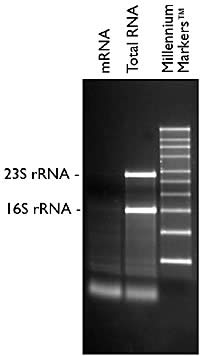 mRNA
Total RNA
Millennium
Markers™
23S rRNA -
16S rRNA -